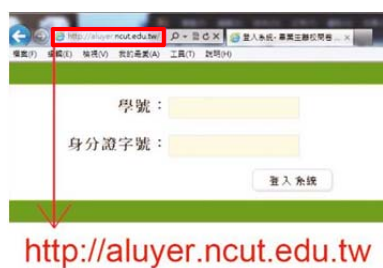 http://aluyer.ncut.edu.tw/
登入系統- 畢業生離校問卷 ...
檔案(F) 編輯(E) 檢視(V) 我的最愛(A) 工具(T) 說明(H)
學號：
身分證字號：
登入系統
http://aluyer.ncut.edu.tw